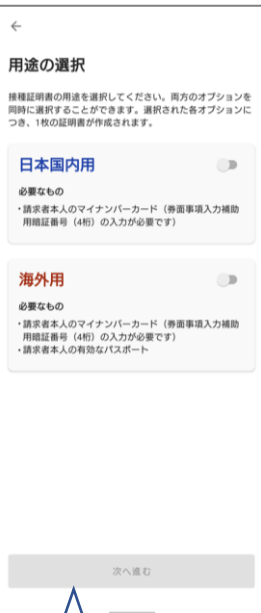 用途の選択
接種証明書の用途を選択してください。両方のオプションを
同時に選択することができます。選択された各オプションに
つき、1枚の証明書が作成されます。
日本国内用
必要なもの
・請求者本人のマイナンバーカード（券面事項入力補助
用暗証番号（4桁）の入力が必要です）
海外用
必要なもの
・請求者本人のマイナンバーカード（券面事項入力補助
用暗証番号（4桁）の入力が必要です）
・請求者本人の有効なパスポート
次へ進む